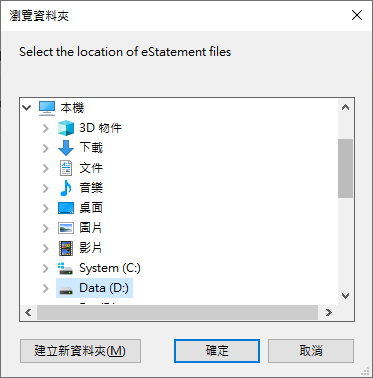 瀏覽資料夾
Select the location of eStatement files
本機
3D 物件
下載
文件
音樂
桌面
圖片
影片
System (C:)
Data (D:)
建立新資料夾(M)
確定
取消